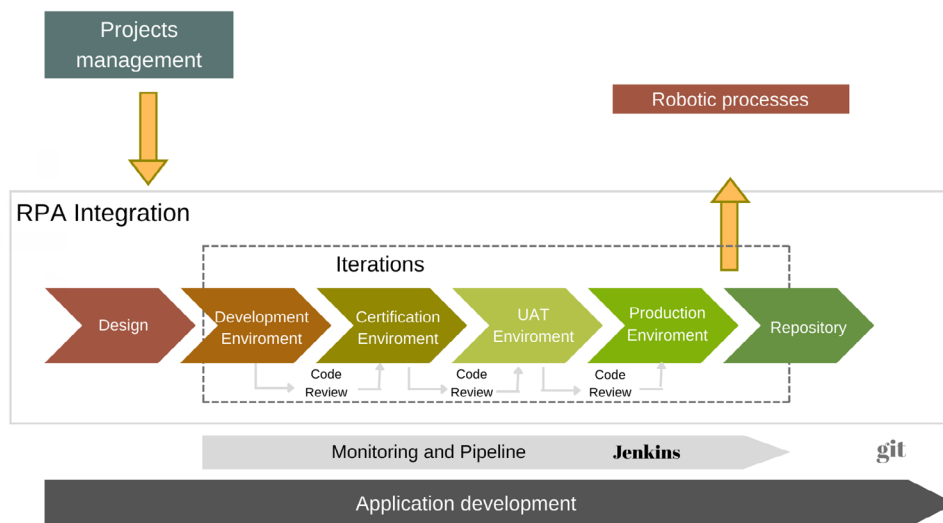 Projects
management
Robotic processes
RPA Integration
Iterations
Design
Development
Enviroment
Certification
Enviroment
UAT
Enviroment
Production
Enviroment
Repository
Code
Review
Code
Review
Code
Review
Monitoring and Pipeline
Jenkins
git
Application development